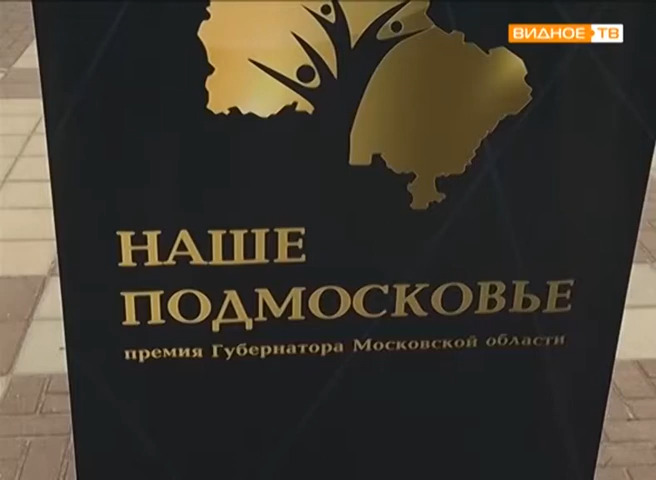 ВИДНОЕ ТВ
НАШЕ
ПОДМОСКОВЬЕ
премия Губернатора Московской области